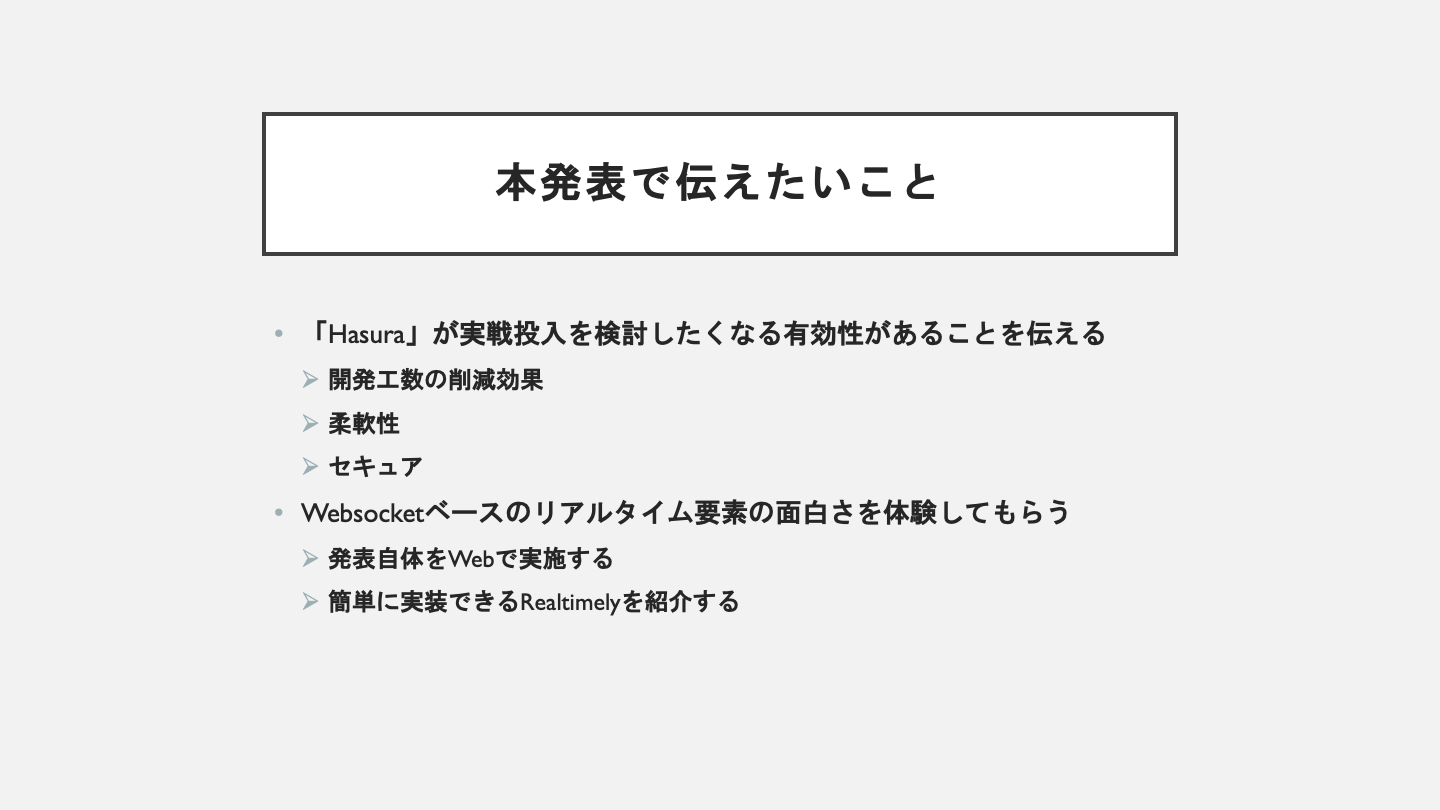 本発表で伝えたいこと
• 「Hasura」が実戦投入を検討したくなる有効性があることを伝える
➢ 開発工数の削減効果
➢ 柔軟性
➢ セキュア
• Websocketベースのリアルタイム要素の面白さを体験してもらう
➢ 発表自体をWebで実施する
➢ 簡単に実装できるRealtimelyを紹介する